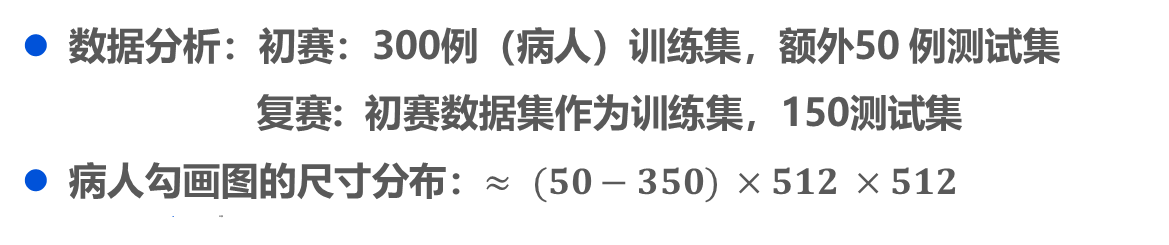 数据分析：初赛：300例（病人）训练集，额外50 例测试集
复赛：初赛数据集作为训练集，150测试集
病人勾画图的尺寸分布：≈ (50 − 350) × 512 × 512